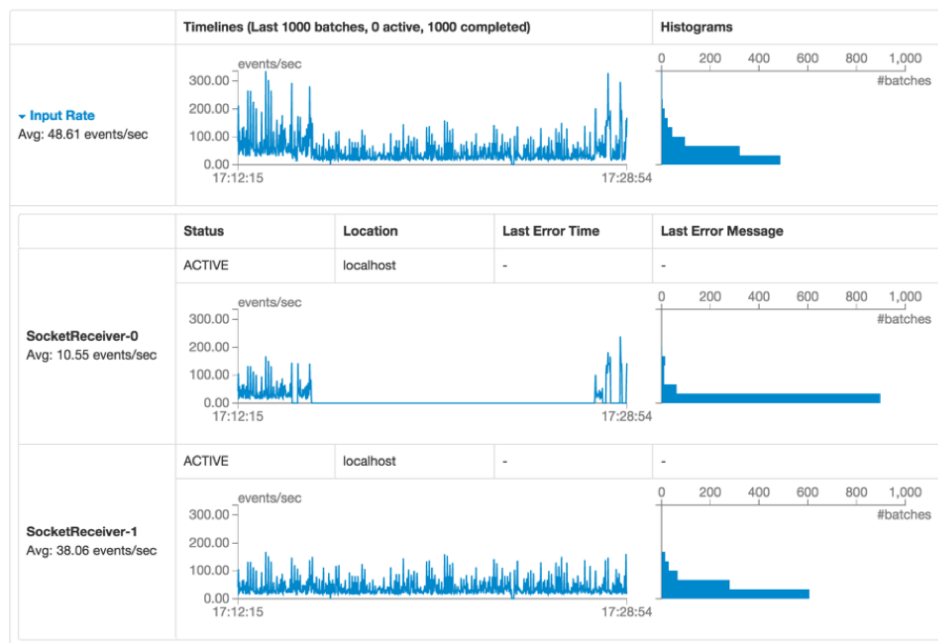 Timelines (Last 1000 batches, 0 active, 1000 completed)
Histograms
Input Rate
Avg: 48.61 events/sec
events/sec
300.00
200.00
100.00
0.00
17:12:15
17:28:54
0 200 400 600 800 1,000
#batches
Status Location Last Error Time Last Error Message
SocketReceiver-0
Avg: 10.55 events/sec
ACTIVE localhost - -
events/sec
300.00
200.00
100.00
0.00
17:12:15
17:28:54
0 200 400 600 800 1,000
#batches
SocketReceiver-1
Avg: 38.06 events/sec
ACTIVE localhost - -
events/sec
300.00
200.00
100.00
0.00
17:12:15
17:28:54
0 200 400 600 800 1,000
#batches